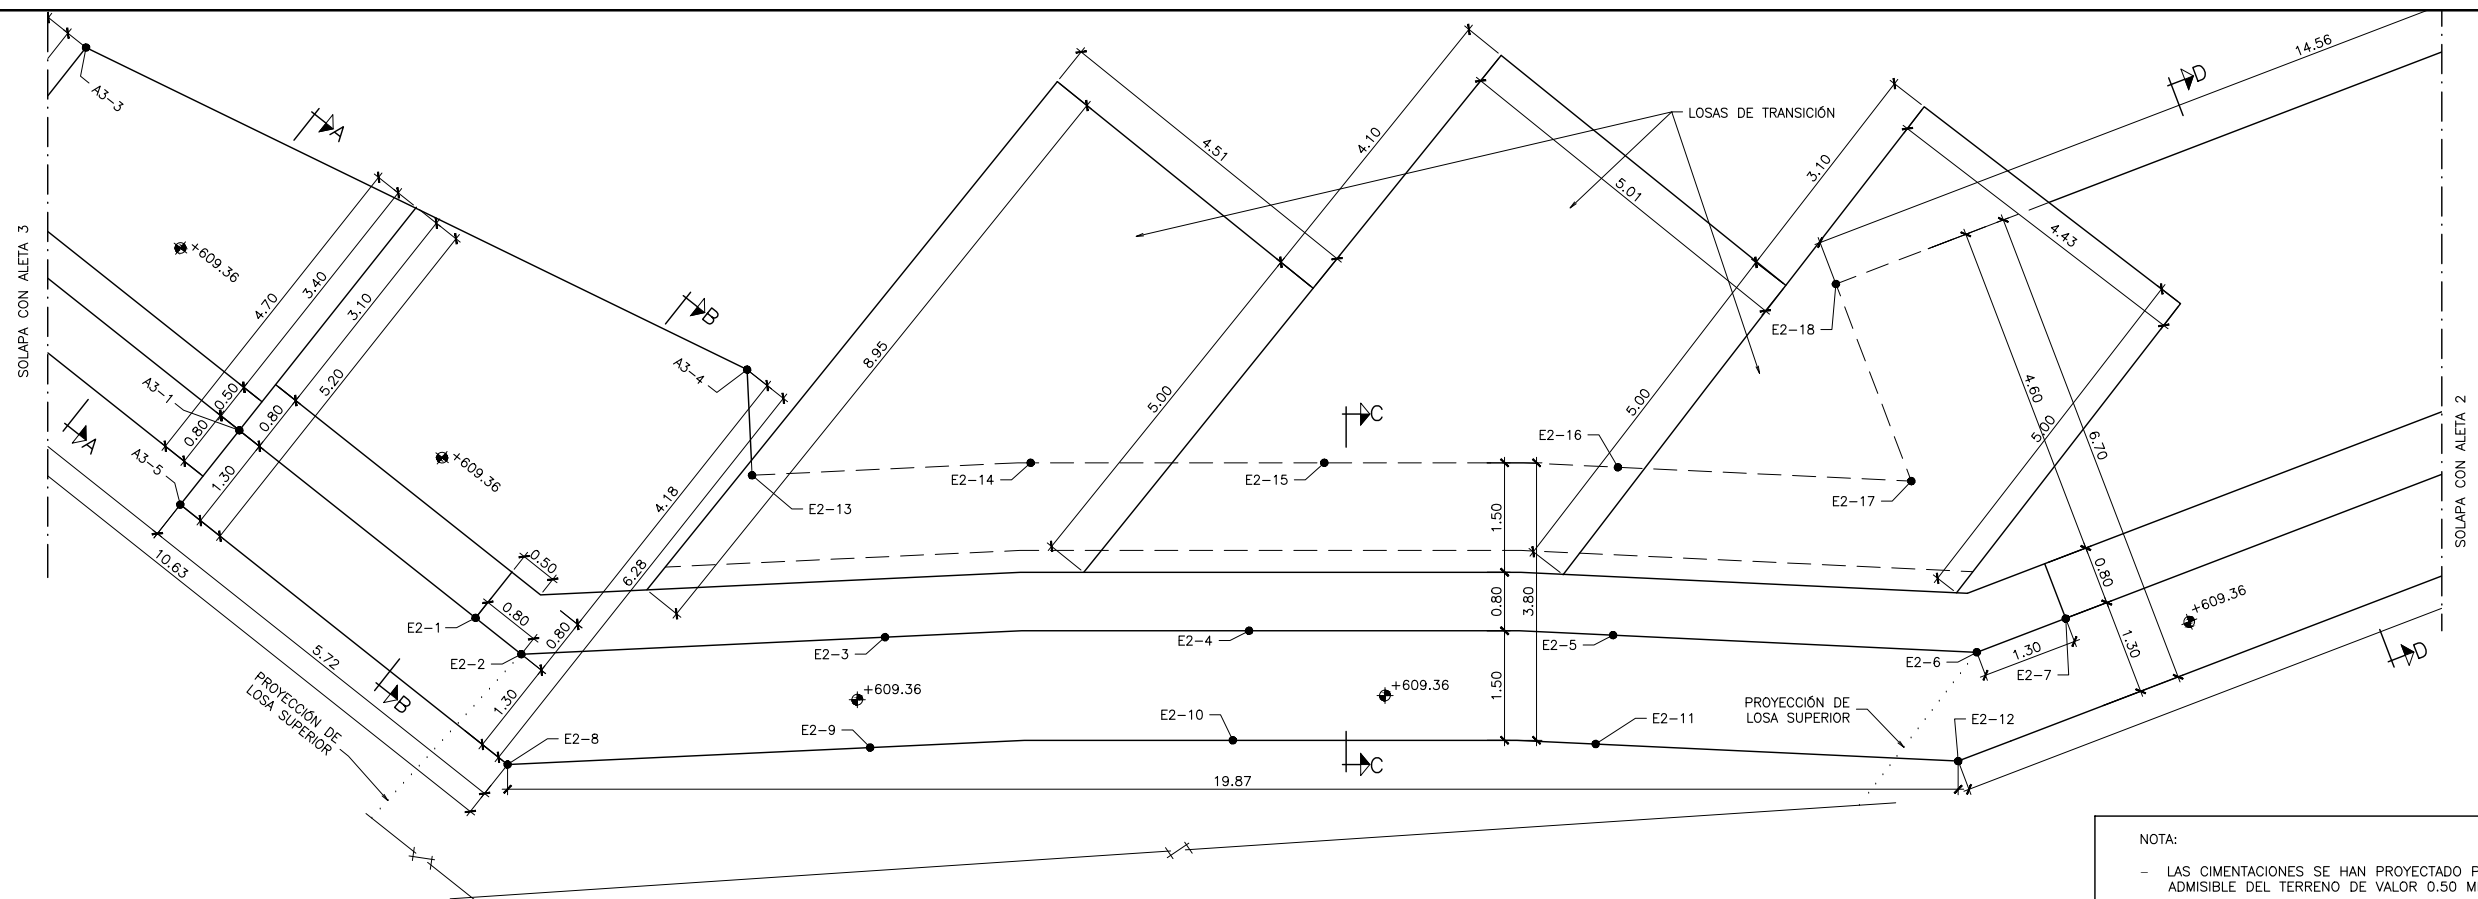 14.56
D
A3-3
A
LOSAS DE TRANSICIÓN
4.51
4.10
5.01
3.10
4.43
SOLAPA CON ALETA 3
+609.36
4.70
3.40
3.10
B
E2-18
8.95
A3-4
5.20
0.50
0.80
0.80
A3-1
A
A3-5
1.30
+609.36
5.00
5.00
C
4.60
5.00
6.70
SOLAPA CON ALETA 2
E2-16
E2-14
E2-15
E2-17
E2-13
4.18
1.50
10.63
0.50
6.28
0.80
0.80
0.80
3.80
0.80
+609.36
E2-1
E2-2
E2-3
E2-4
E2-5
E2-6
1.30
E2-7
1.30
D
5.72
PROYECCIÓN DE
LOSA SUPERIOR
B
1.30
+609.36
+609.36
1.50
PROYECCIÓN DE
LOSA SUPERIOR
E2-8
E2-9
E2-10
E2-11
E2-12
C
19.87
NOTA:
- LAS CIMENTACIONES SE HAN PROYECTADO P
ADMISIBLE DEL TERRENO DE VALOR 0.50 M